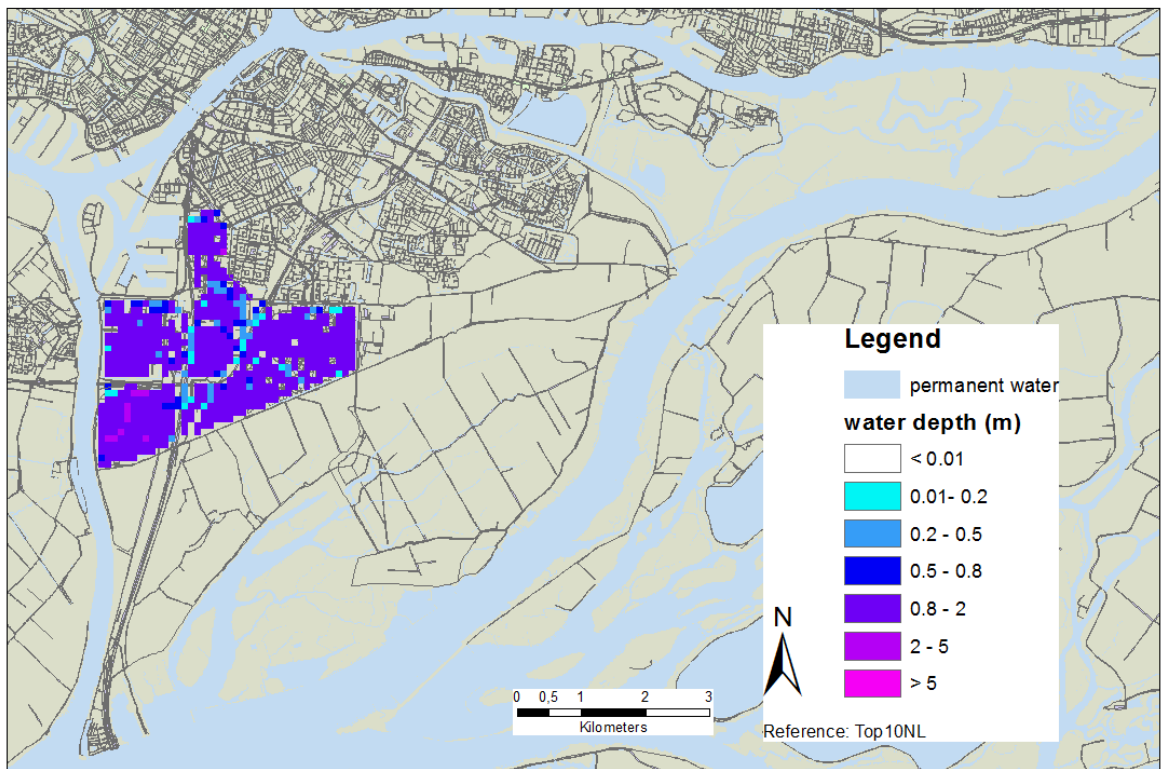 Legend
permanent water
water depth (m)
< 0.01
0.01- 0.2
0.2 - 0.5
0.5 - 0.8
0.8 - 2
2 - 5
> 5
N
0 0,5 1 2 3
Kilometers
Reference: Top10NL